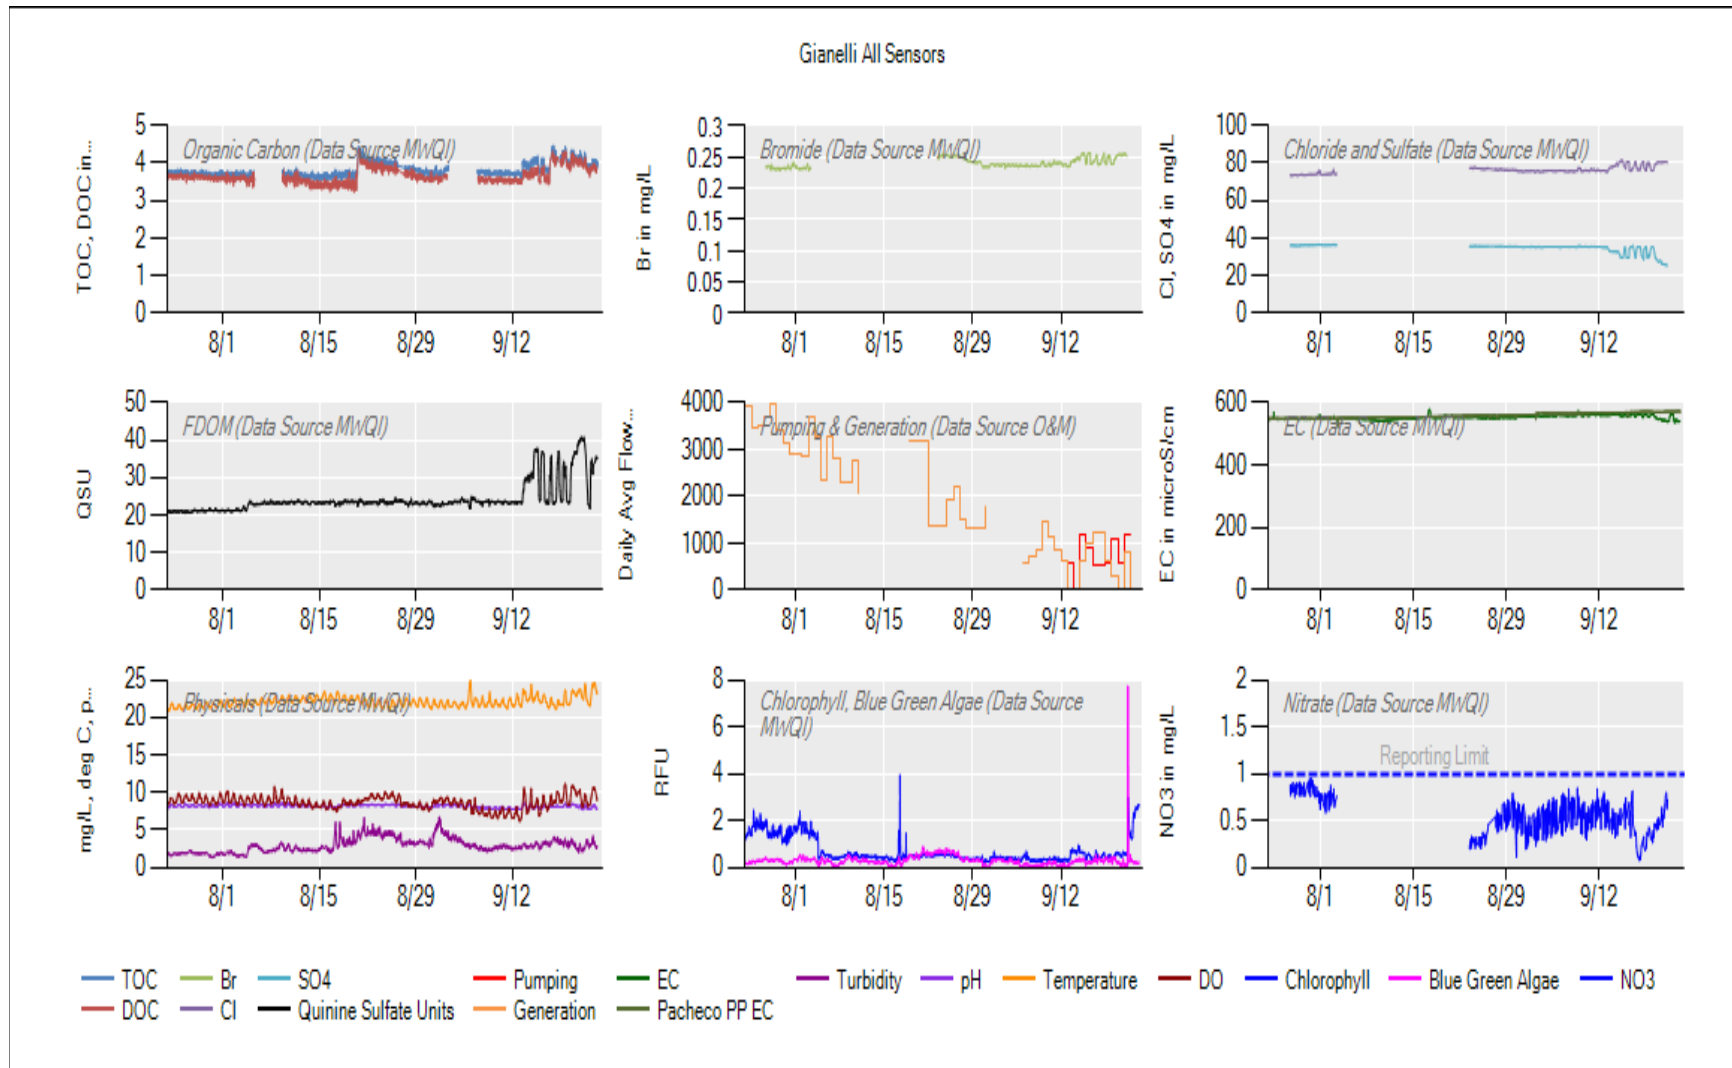 Gianelli All Sensors
TOC, DOC in...
Organic Carbon (Data Source MWQI)
5
4
3
2
1
0
8/1 8/15 8/29 9/12
Br in mg/L
Bromide (Data Source MWQI)
0.3
0.25
0.2
0.15
0.1
0.05
0
8/1 8/15 8/29 9/12
Cl, SO4 in mg/L
Chloride and Sulfate (Data Source MWQI)
100
80
60
40
20
0
8/1 8/15 8/29 9/12
QSU
FDOM (Data Source MWQI)
50
40
30
20
10
0
8/1 8/15 8/29 9/12
Daily Avg Flow...
Pumping & Generation (Data Source O&M)
4000
3000
2000
1000
0
8/1 8/15 8/29 9/12
EC in microS/cm
EC (Data Source MWQI)
600
400
200
0
8/1 8/15 8/29 9/12
mg/L, deg C, p...
Physicals (Data Source MWQI)
25
20
15
10
5
0
8/1 8/15 8/29 9/12
RFU
Chlorophyll, Blue Green Algae (Data Source
MWQI)
8
6
4
2
0
8/1 8/15 8/29 9/12
NO3 in mg/L
Nitrate (Data Source MWQI)
Reporting Limit
2
1.5
1
0.5
0
8/1 8/15 8/29 9/12
TOC Br SO4 Pumping EC Turbidity pH Temperature DO Chlorophyll Blue Green Algae NO3
DOC Cl Quinine Sulfate Units Generation Pacheco PP EC